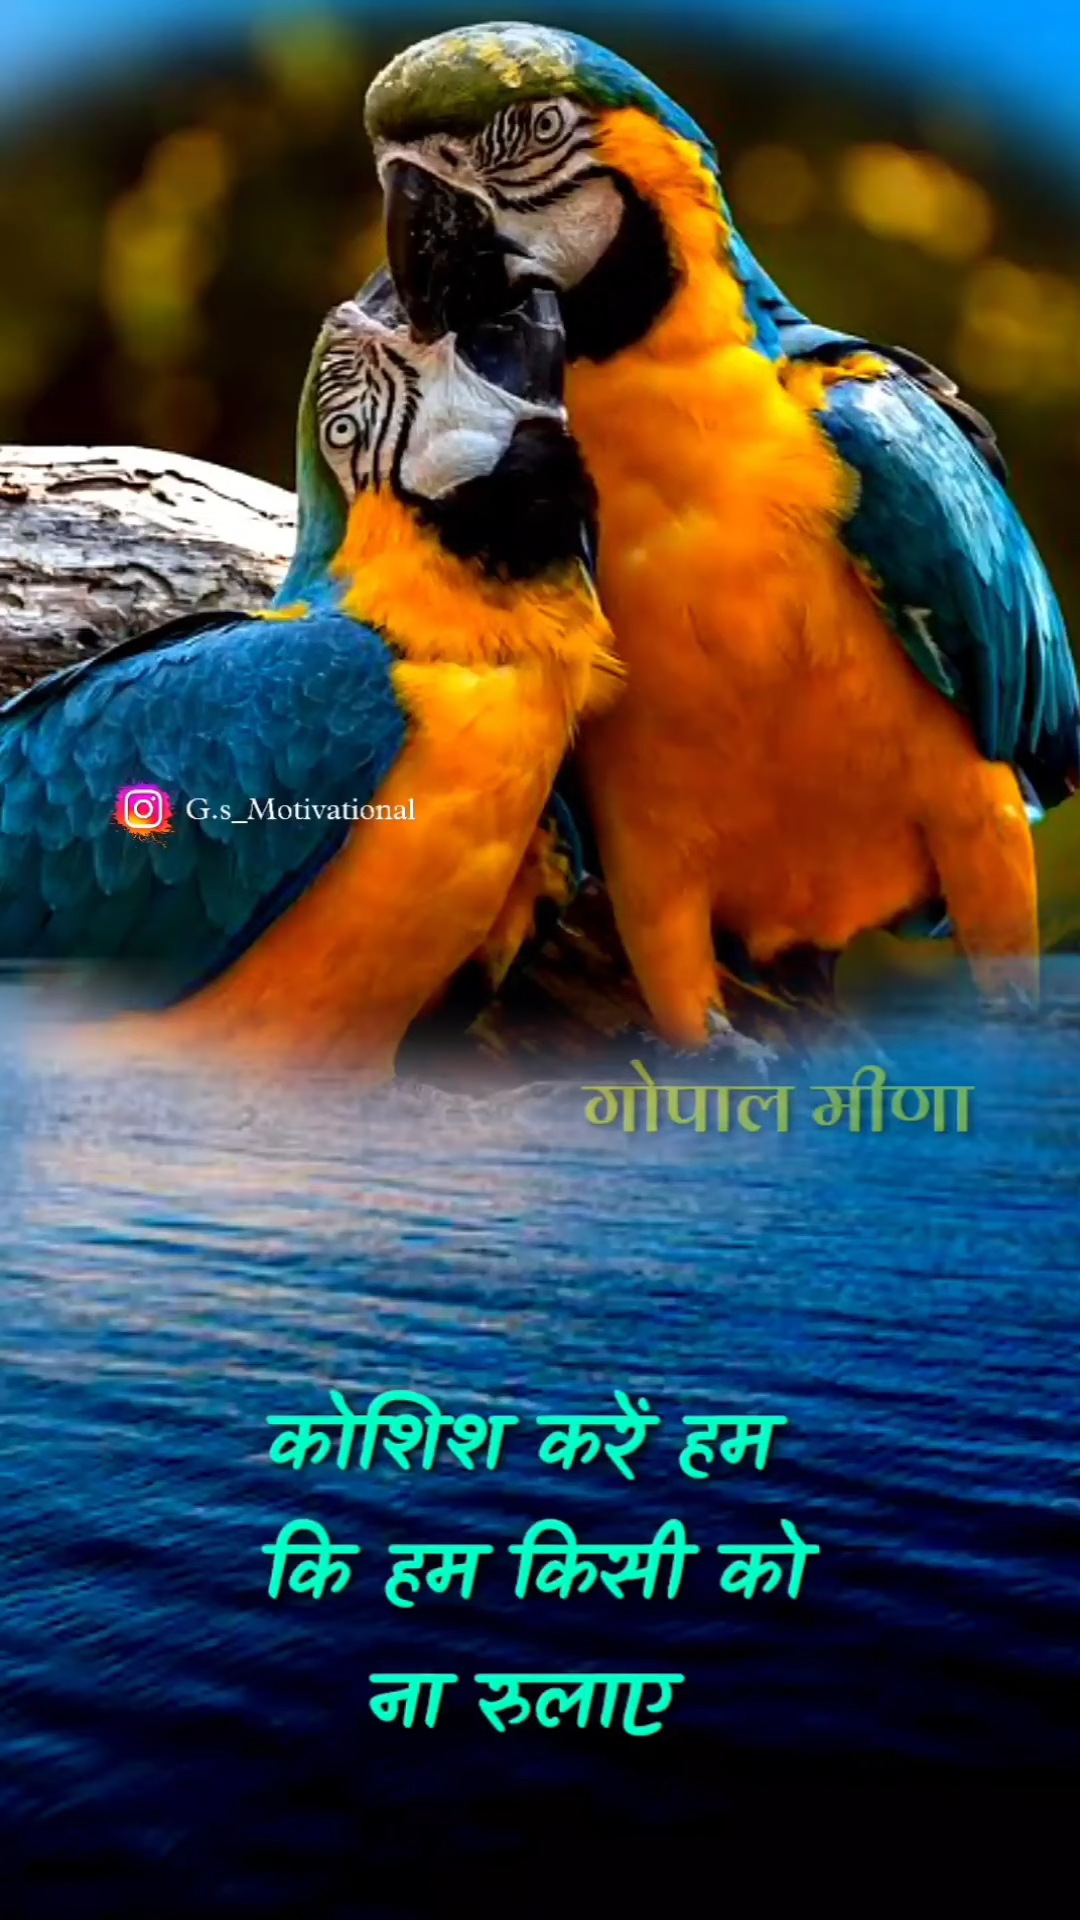 G.s_Motivational
गोपाल मीणा
कोशिश करें हम
कि हम किसी को
ना रुलाए